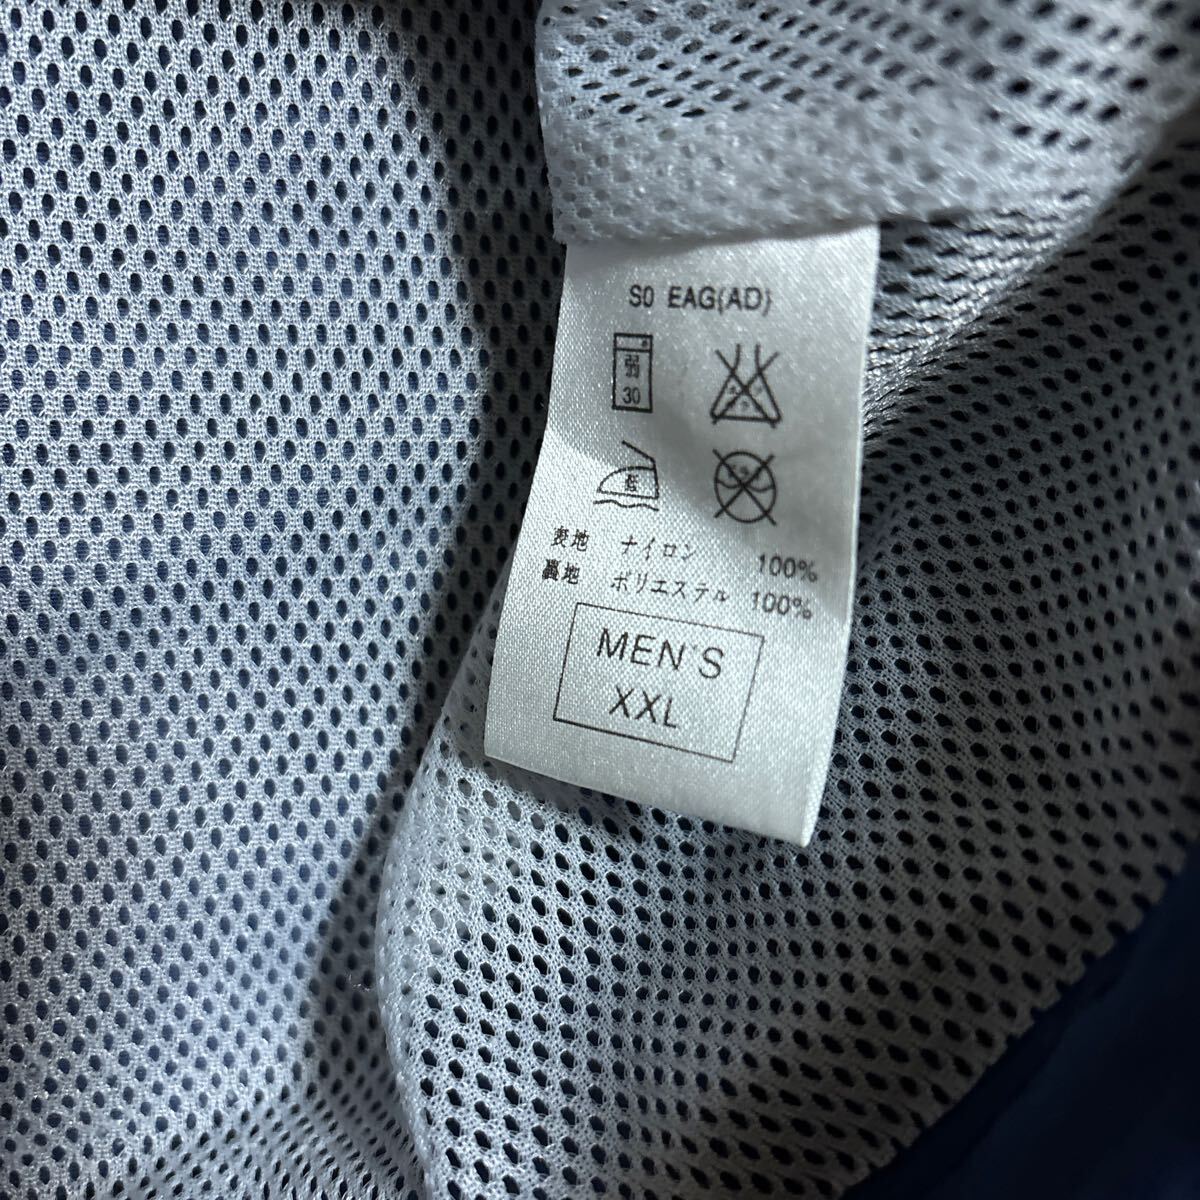 S0 EAG(AD)
弱
30
低
表地 ナイロン 100%
裏地 ポリエステル 100%
MEN'S
XXL